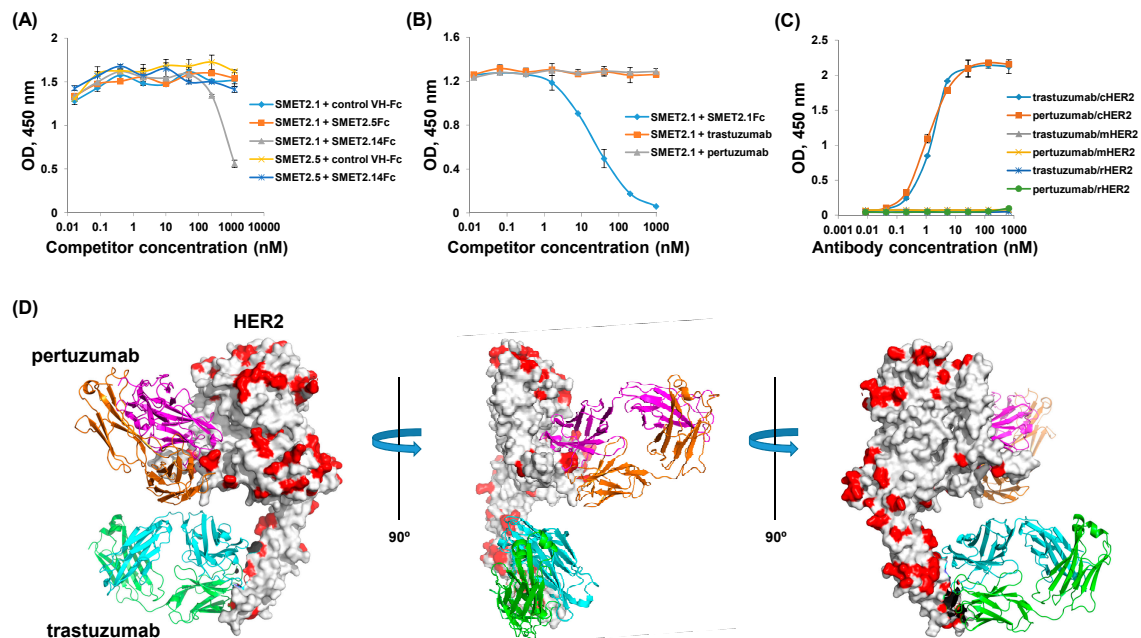 (A)
OD, 450 nm
2
1.5
1
0.5
0
0.01
0.1
1
10
100
1000
10000
Competitor concentration (nM)
SMET2.1 + control VH-Fc
SMET2.1 + SMET2.5Fc
SMET2.1 + SMET2.14Fc
SMET2.5 + control VH-Fc
SMET2.5 + SMET2.14Fc
(B)
OD, 450 nm
1.6
1.2
0.8
0.4
0
0.01
0.1
1
10
100
1000
Competitor concentration (nM)
SMET2.1 + SMET2.1Fc
SMET2.1 + trastuzumab
SMET2.1 + pertuzumab
(C)
OD, 450 nm
2.5
2
1.5
1
0.5
0
0.001
0.01
0.1
1
10
100
1000
Antibody concentration (nM)
trastuzumab/cHER2
pertuzumab/cHER2
trastuzumab/mHER2
pertuzumab/mHER2
trastuzumab/rHER2
pertuzumab/rHER2
(D)
HER2
pertuzumab
trastuzumab
90º
90º